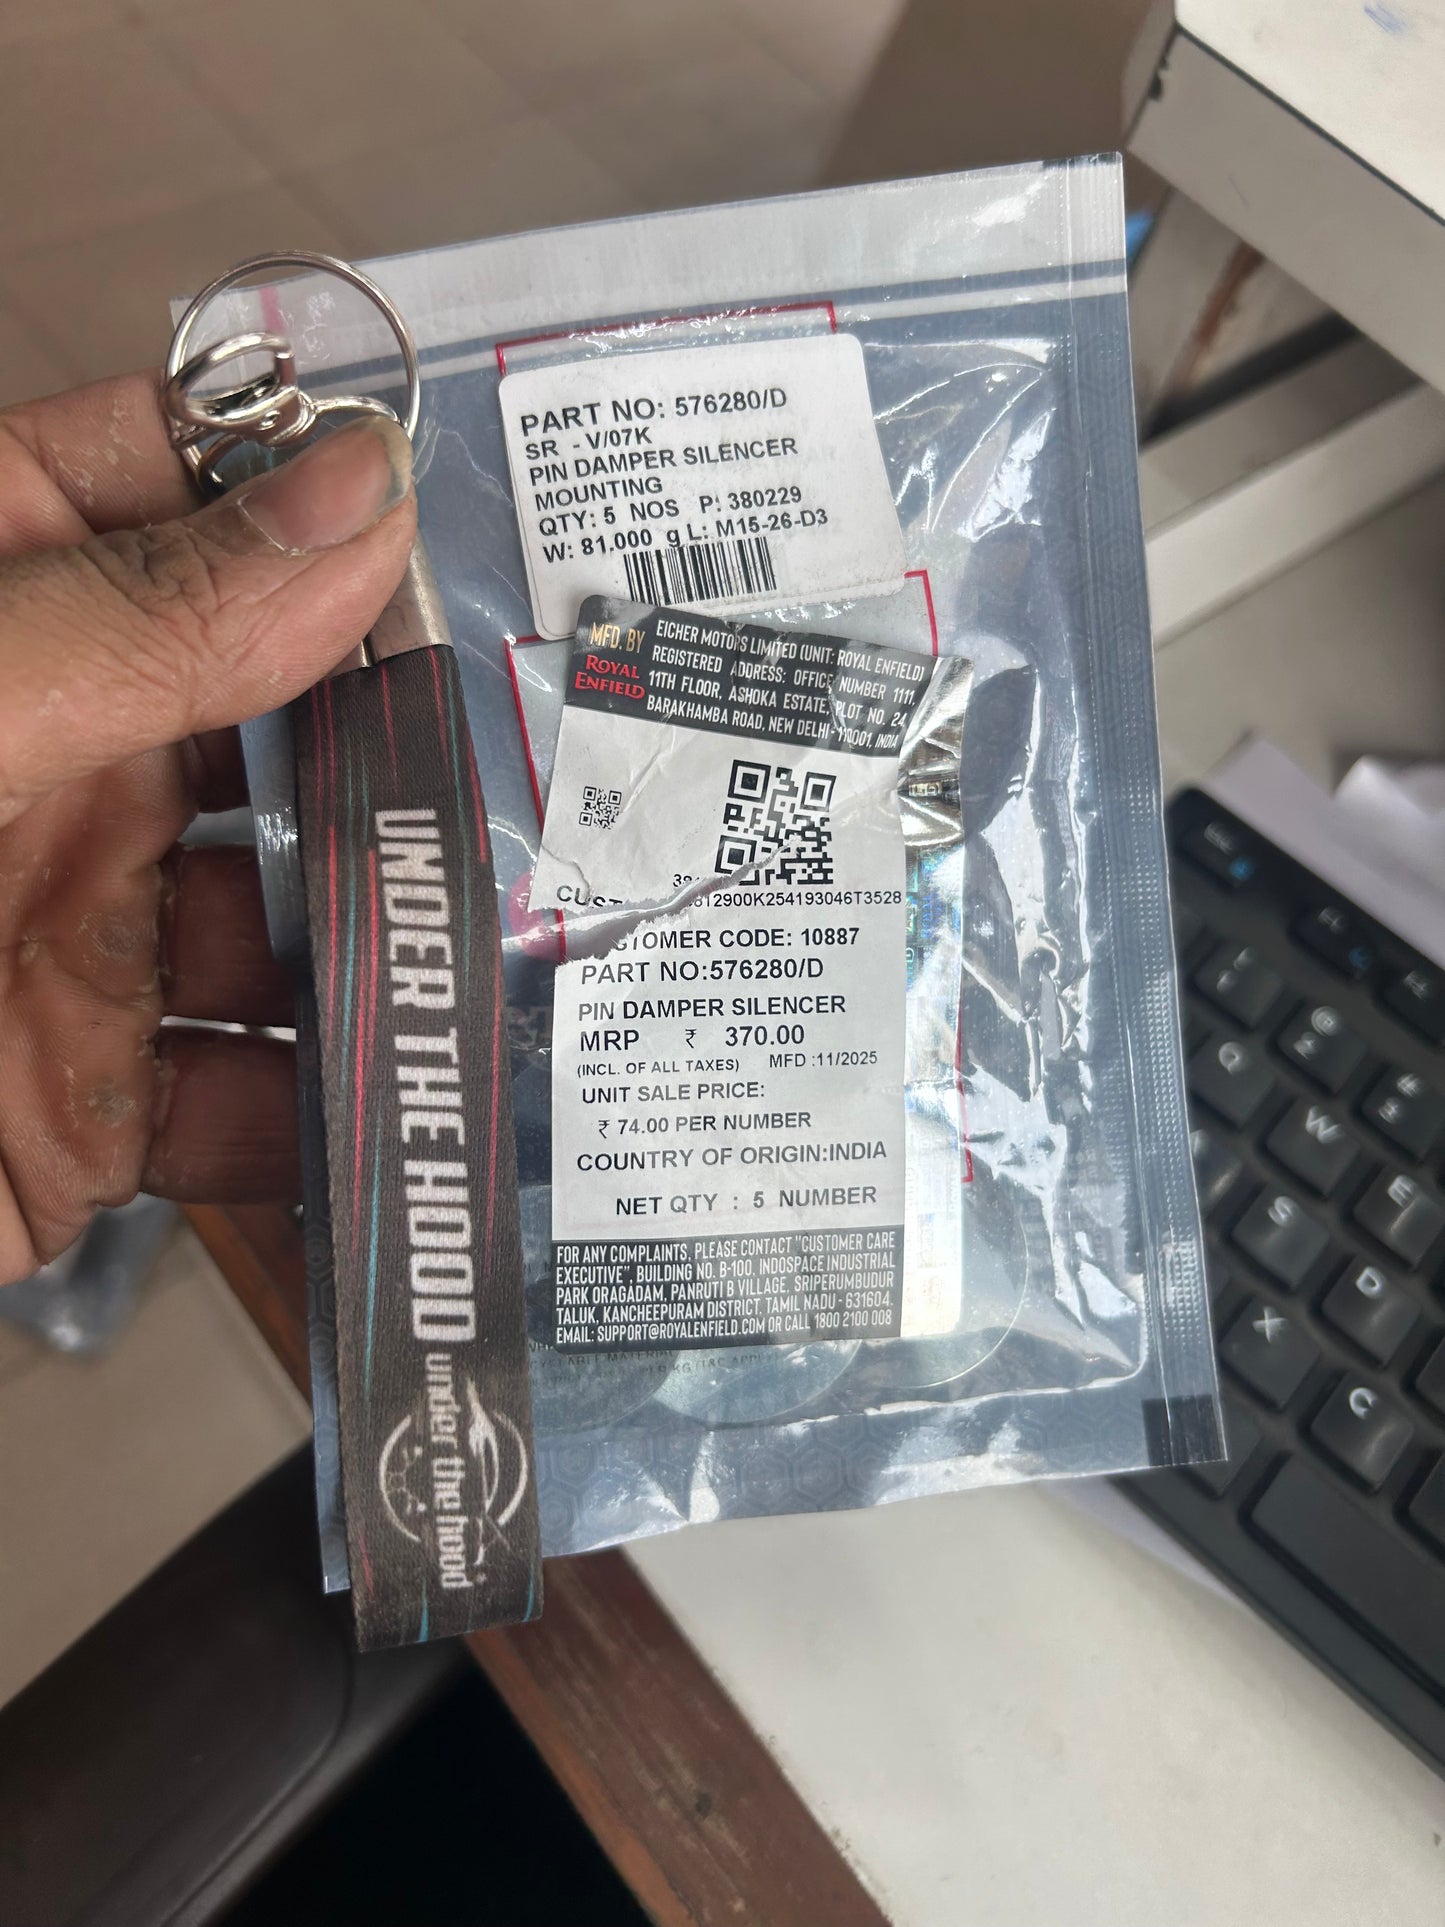 PART NO: 576280/D
SR - V/07K
PIN DAMPER SILENCER
MOUNTING
QTY: 5 NOS P: 380229
W: 81.000 g L: M15-26-D3
MFD. BY
ROYAL
ENFIELD
EICHER MOTORS LIMITED (UNIT: ROYAL ENFIELD)
REGISTERED ADDRESS: OFFICE NUMBER 1111,
11TH FLOOR, ASHOKA ESTATE, PLOT NO. 24,
BARAKHAMBA ROAD, NEW DELHI - 110001, INDIA
812900K254193046T3528
CUSTOMER CODE: 10887
PART NO:576280/D
PIN DAMPER SILENCER
MRP ₹ 370.00
(INCL. OF ALL TAXES) MFD :11/2025
UNIT SALE PRICE:
₹ 74.00 PER NUMBER
COUNTRY OF ORIGIN:INDIA
NET QTY : 5 NUMBER
FOR ANY COMPLAINTS, PLEASE CONTACT "CUSTOMER CARE
EXECUTIVE", BUILDING NO. B-100, INDOSPACE INDUSTRIAL
PARK ORAGADAM, PANRUTI B VILLAGE, SRIPERUMBUDUR
TALUK, KANCHEEPURAM DISTRICT, TAMIL NADU - 631604.
EMAIL: SUPPORT@ROYALENFIELD.COM OR CALL 1800 2100 008
UNDER THE HOOD
under the hood
Q
W
E
S
D
X
C